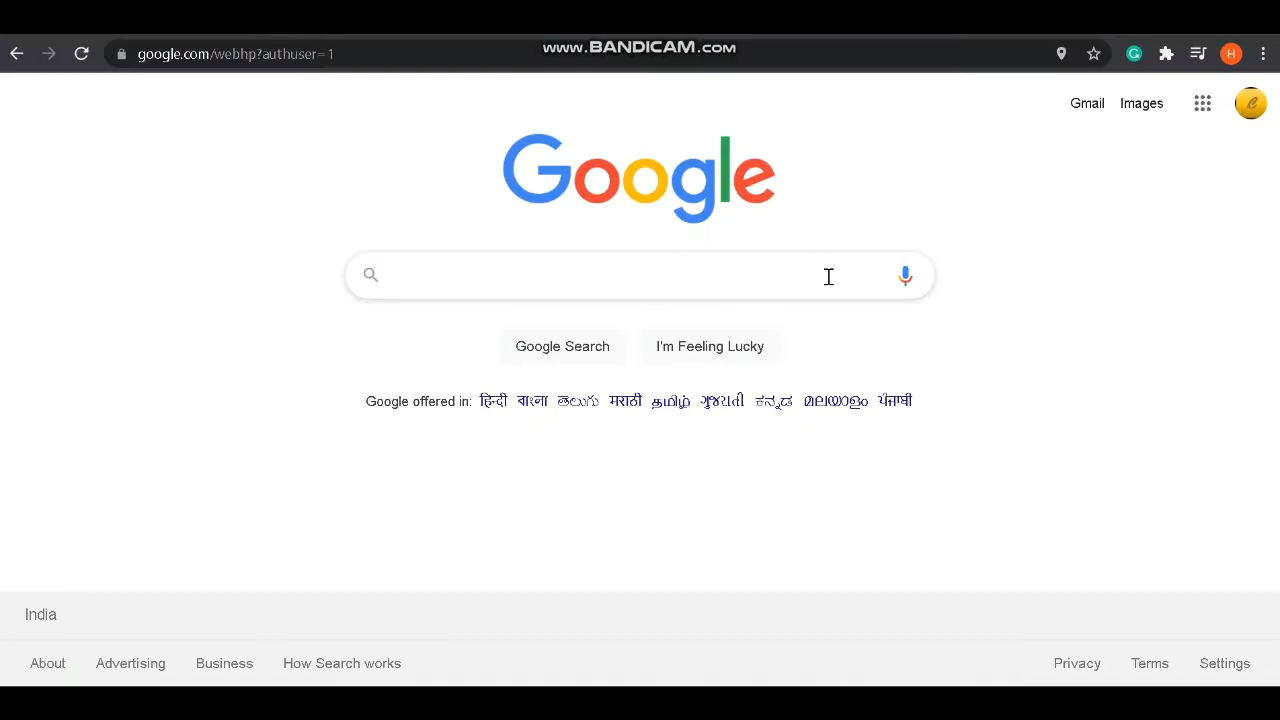 www.BANDICAM.com
google.com/webhp?authuser=1
H
Gmail Images
Google
Google Search I'm Feeling Lucky
Google offered in: हिन्दी বাংলা తెలుగు मराठी தமிழ் ગુજરાતી ಕನ್ನಡ മലയാളം ਪੰਜਾਬੀ
India
About Advertising Business How Search works Privacy Terms Settings